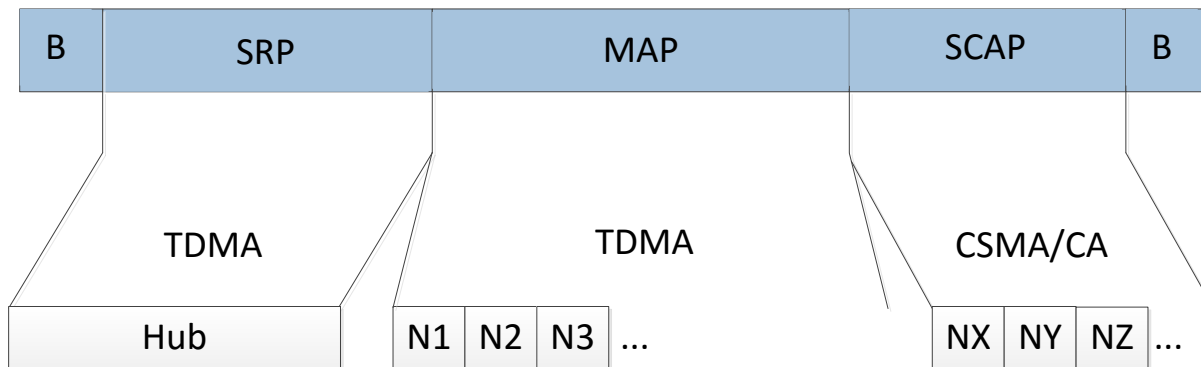 B SRP MAP SCAP B
TDMA TDMA CSMA/CA
Hub N1 N2 N3 ... NX NY NZ ...